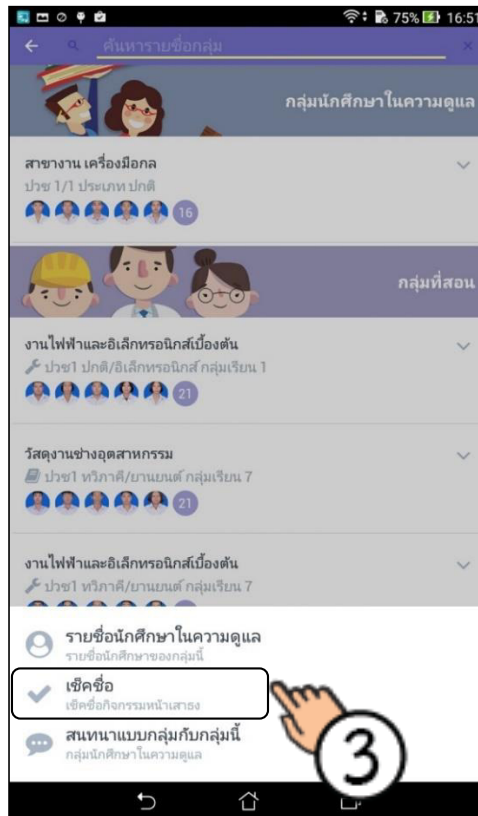 75% 16:51
ค้นหารายชื่อกลุ่ม
กลุ่มนักศึกษาในความดูแล
สาขางาน เครื่องมือกล
ปวช 1/1 ประเภท ปกติ
16
กลุ่มที่สอน
งานไฟฟ้าและอิเล็กทรอนิกส์เบื้องต้น
ปวช1 ปกติ/อิเล็กทรอนิกส์ กลุ่มเรียน 1
21
วัสดุงานช่างอุตสาหกรรม
ปวช1 ทวิภาคี/ยานยนต์ กลุ่มเรียน 7
21
งานไฟฟ้าและอิเล็กทรอนิกส์เบื้องต้น
ปวช1 ทวิภาคี/ยานยนต์ กลุ่มเรียน 7
รายชื่อนักศึกษาในความดูแล
รายชื่อนักศึกษาของกลุ่มนี้
เช็คชื่อ
เช็คชื่อกิจกรรมหน้าเสาธง
3
สนทนาแบบกลุ่มกับกลุ่มนี้
กลุ่มนักศึกษาในความดูแล